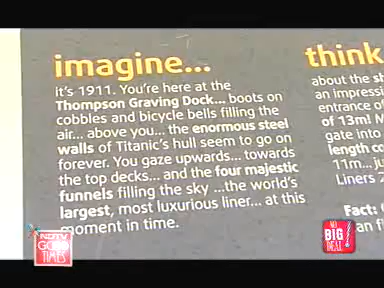 imagine...
It's 1911. You're here at the
Thompson Graving Dock... boots on
cobbles and bicycle bells filling the
air... above you... the enormous steel
walls of Titanic's hull seem to go on
forever. You gaze upwards... towards
the top decks... and the four majestic
funnels filling the sky ...the world's
largest, most luxurious liner... at this
moment in time.
think
about the
an impressi
entrance of
of 13m!
gate into
length co
11m... ju
Liners
Fact:
an f
NDTV
GOOD
TIMES
MY
BIG
DEAL